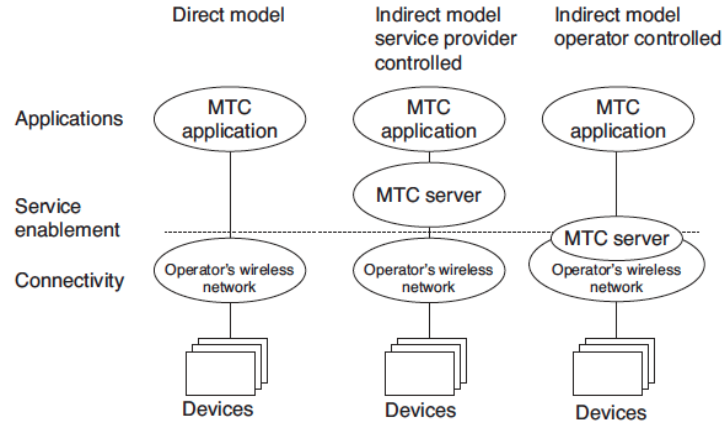 Direct model
Indirect model
service provider
controlled
Indirect model
operator controlled
Applications
MTC
application
MTC
application
MTC
application
Service
enablement
MTC server
MTC server
Connectivity
Operator's wireless
network
Operator's wireless
network
Operator's wireless
network
Devices
Devices
Devices